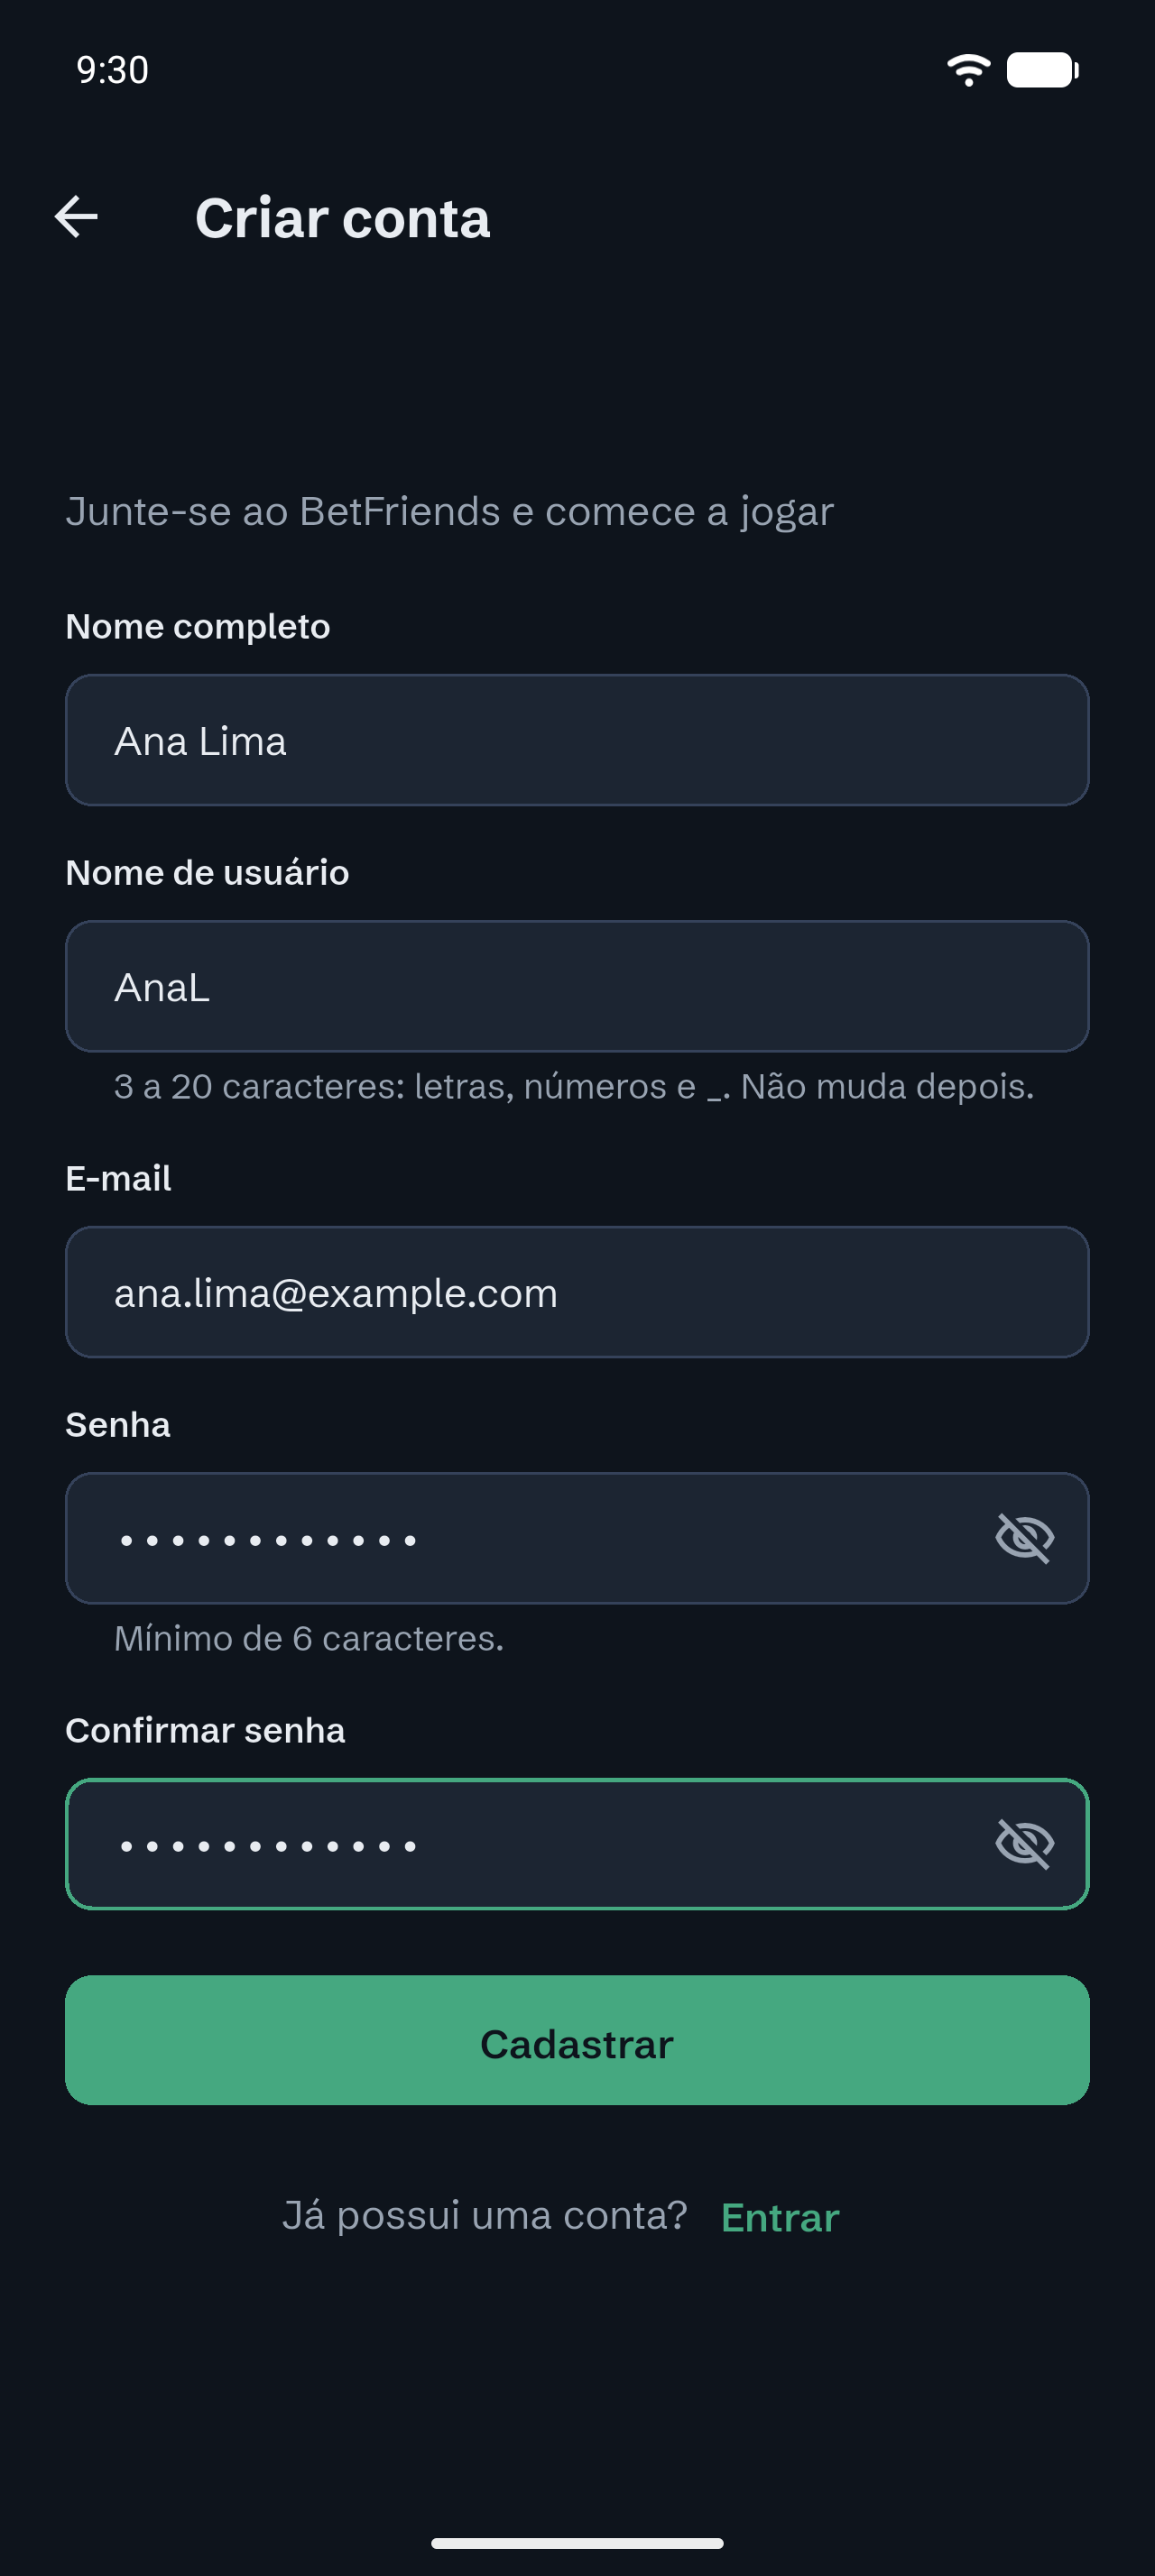 9:30
Criar conta
Junte-se ao BetFriends e comece a jogar
Nome completo
Ana Lima
Nome de usuário
AnaL
3 a 20 caracteres: letras, números e _. Não muda depois.
E-mail
ana.lima@example.com
Senha
••••••••••••
Mínimo de 6 caracteres.
Confirmar senha
••••••••••••
Cadastrar
Já possui uma conta? Entrar